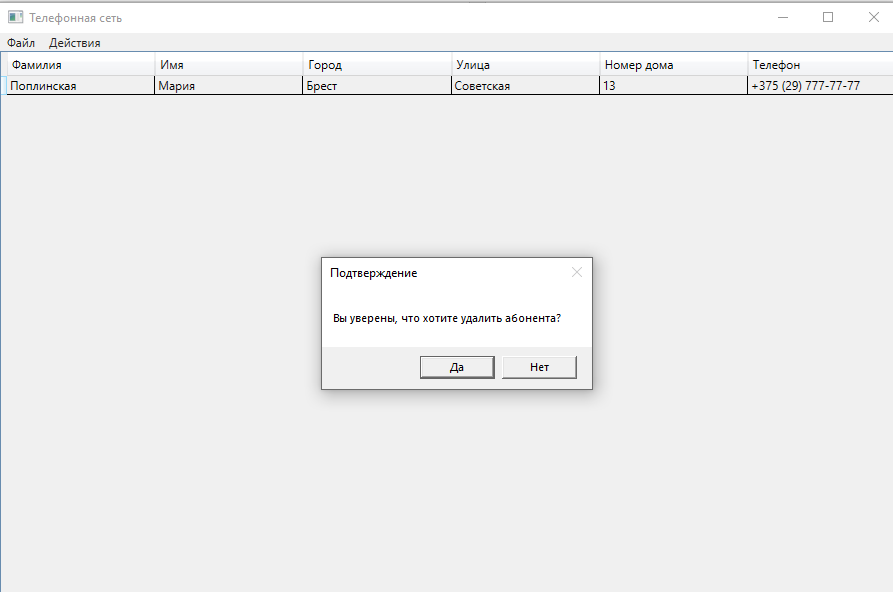 Телефонная сеть
Файл Действия
Фамилия Имя Город Улица Номер дома Телефон
Поплинская Мария Брест Советская 13 +375 (29) 777-77-77
Подтверждение
Вы уверены, что хотите удалить абонента?
Да Нет